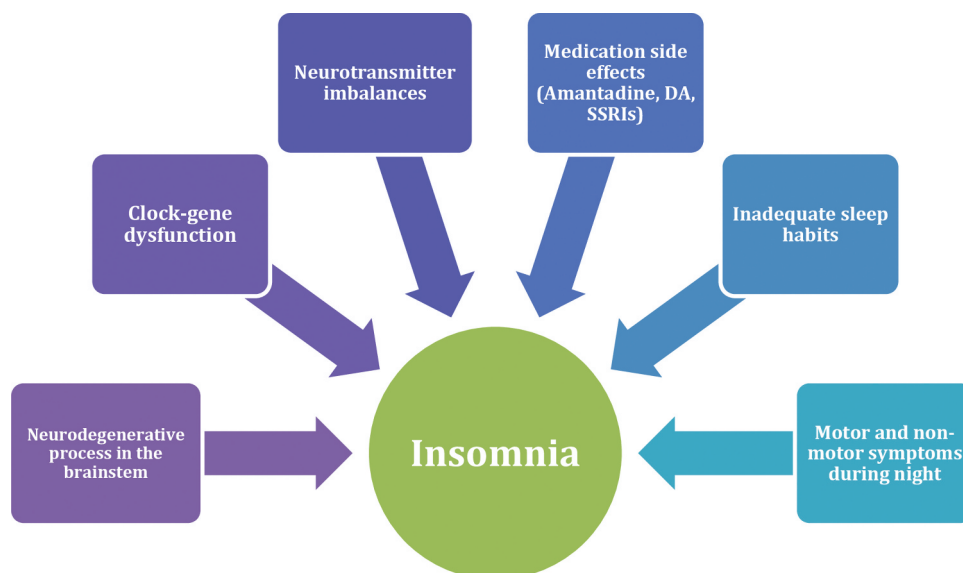 Neurotransmitter
imbalances
Medication side
effects
(Amantadine, DA,
SSRIs)
Clock-gene
dysfunction
Inadequate sleep
habits
Neurodegenerative
process in the
brainstem
Insomnia
Motor and non-
motor symptoms
during night